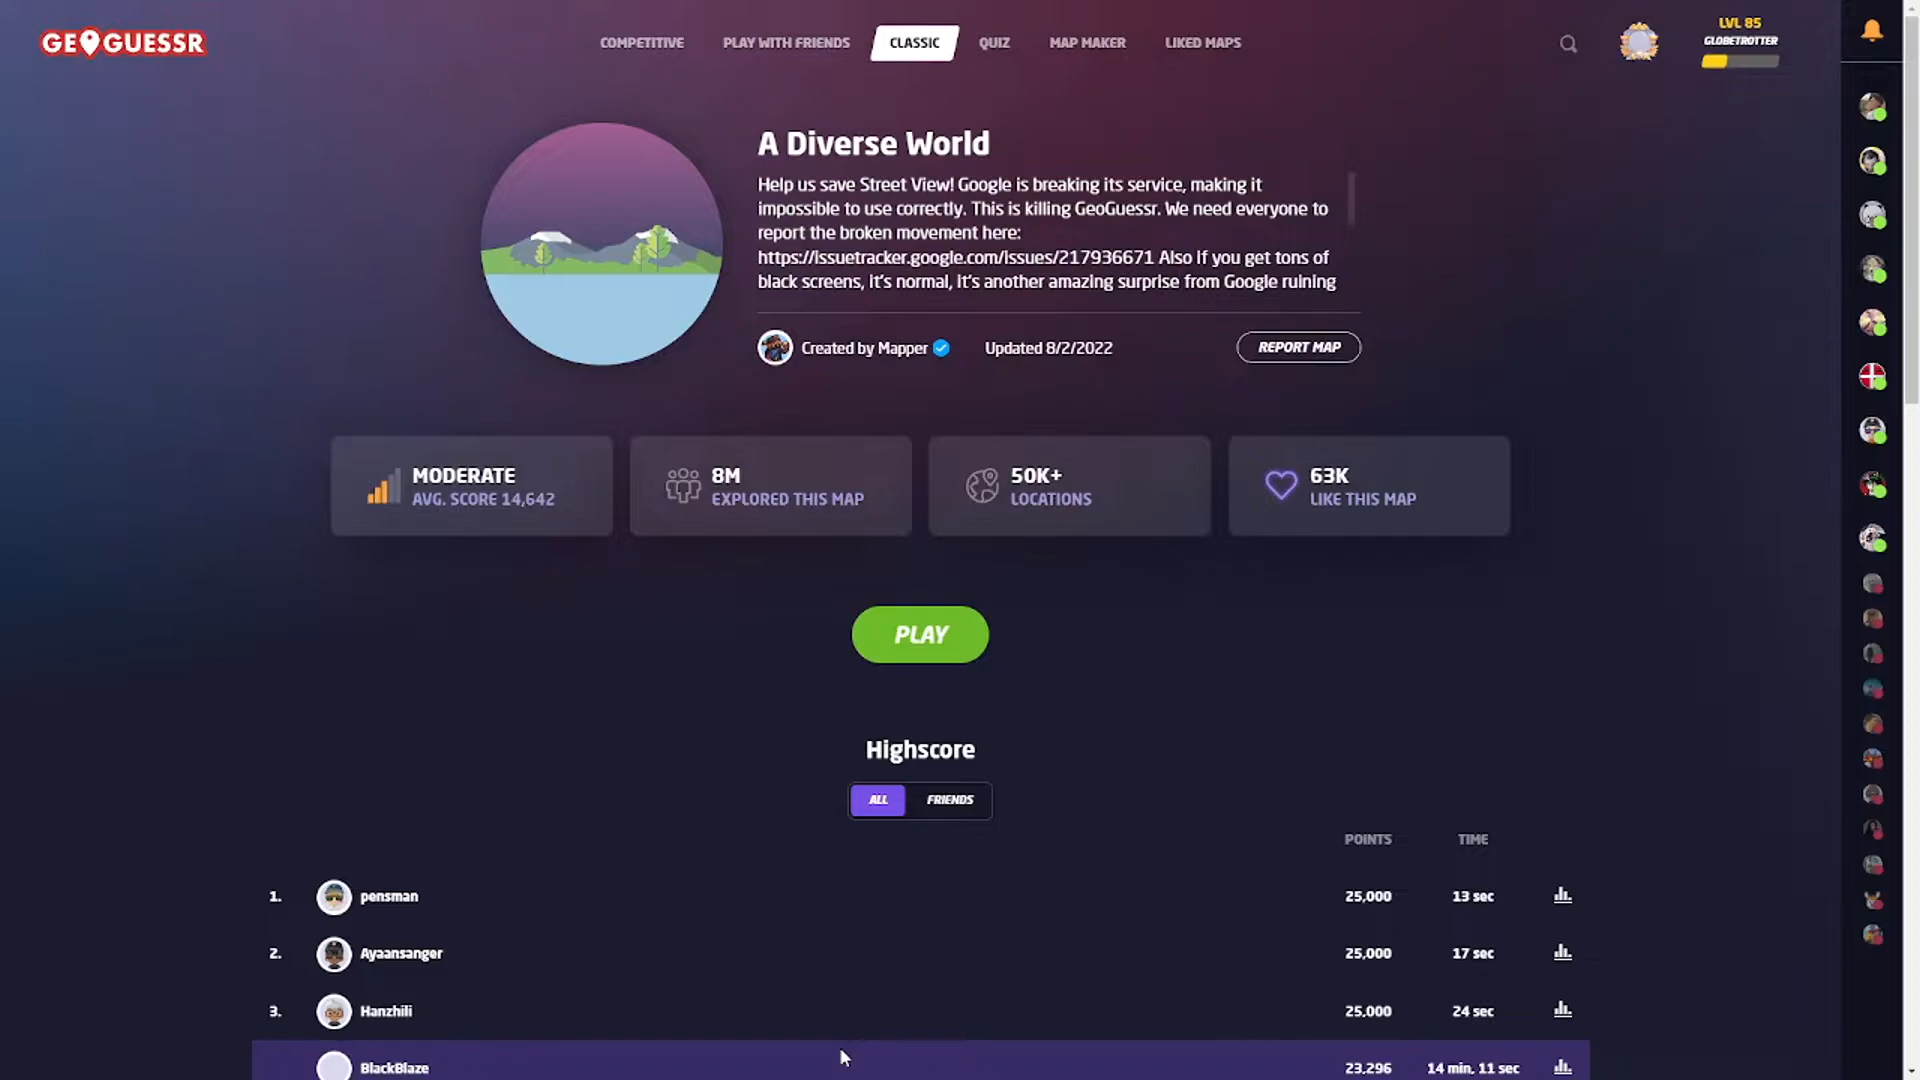 GEOGUESSR
COMPETITIVE
PLAY WITH FRIENDS
CLASSIC
QUIZ
MAP MAKER
LIKED MAPS
LVL 85
GLOBETROTTER
A Diverse World
Help us save Street View! Google is breaking its service, making it
impossible to use correctly. This is killing GeoGuessr. We need everyone to
report the broken movement here:
https://issuetracker.google.com/issues/217936671 Also if you get tons of
black screens, it's normal, it's another amazing surprise from Google ruining
Created by Mapper
Updated 8/2/2022
REPORT MAP
MODERATE
AVG. SCORE 14,642
8M
EXPLORED THIS MAP
50K+
LOCATIONS
63K
LIKE THIS MAP
PLAY
Highscore
ALL
FRIENDS
POINTS TIME
1. pensman 25,000 13 sec
2. Ayaansanger 25,000 17 sec
3. Hanzhili 25,000 24 sec
BlackBlaze 23,296 14 min, 11 sec